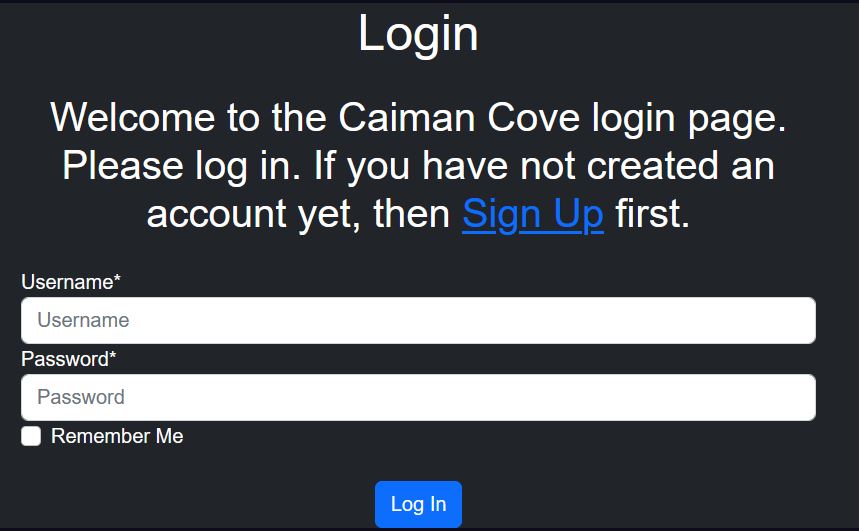 Login
Welcome to the Caiman Cove login page.
Please log in. If you have not created an
account yet, then Sign Up first.
Username*
Username
Password*
Password
Remember Me
Log In